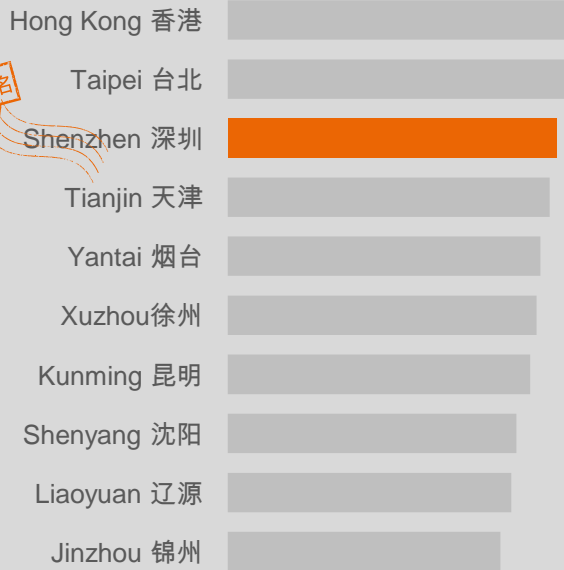 Hong Kong 香港
Taipei 台北
名
Shenzhen 深圳
Tianjin 天津
Yantai 烟台
Xuzhou徐州
Kunming 昆明
Shenyang 沈阳
Liaoyuan 辽源
Jinzhou 锦州